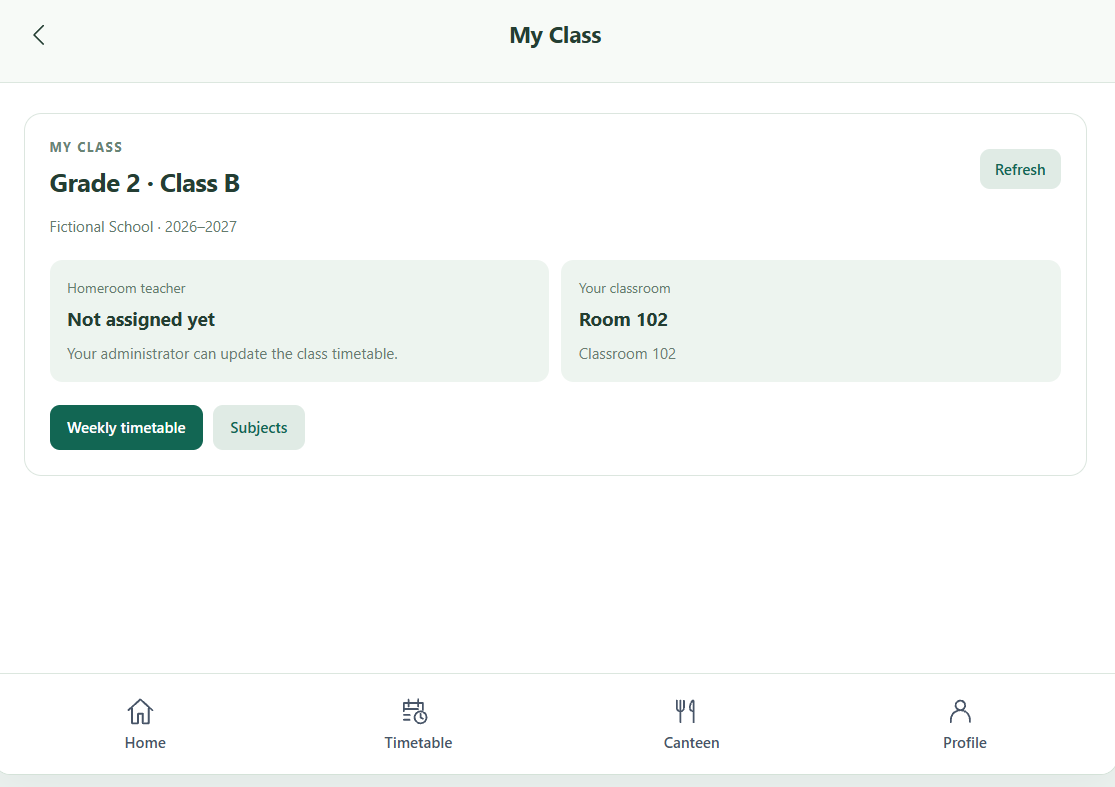 My Class
MY CLASS
Grade 2 · Class B
Refresh
Fictional School · 2026–2027
Homeroom teacher
Not assigned yet
Your administrator can update the class timetable.
Your classroom
Room 102
Classroom 102
Weekly timetable
Subjects
Home
Timetable
Canteen
Profile